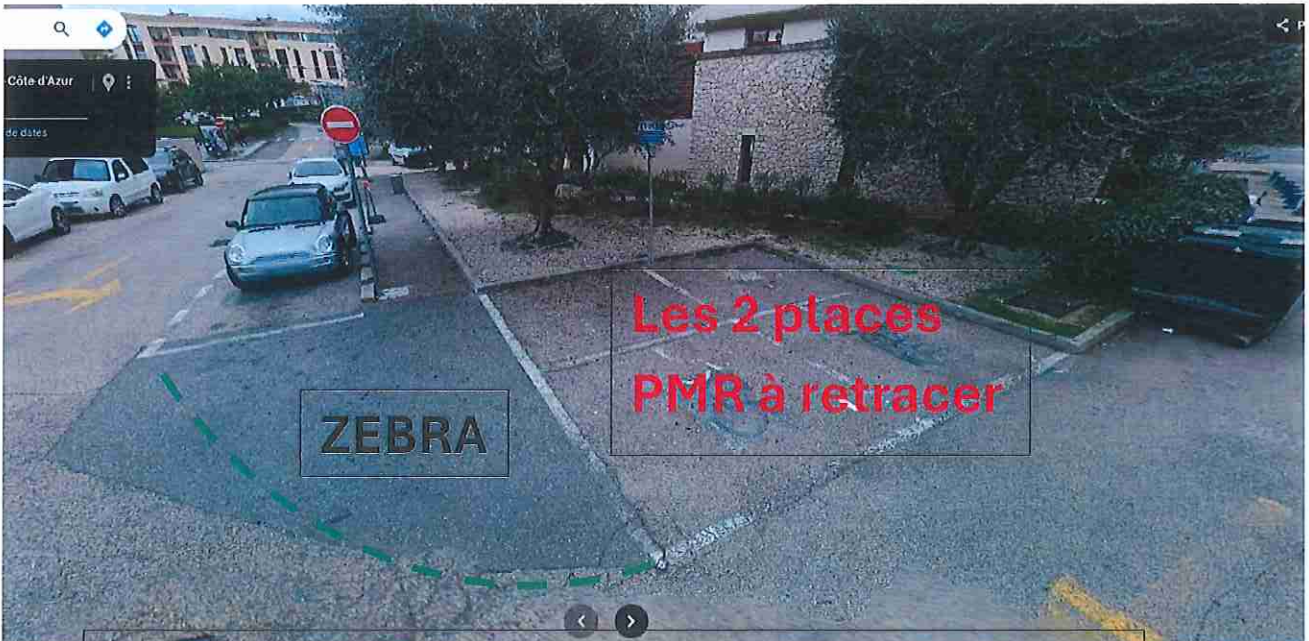 Côte d'Azur
de dates
Les 2 places
PMR à retracer
ZEBRA